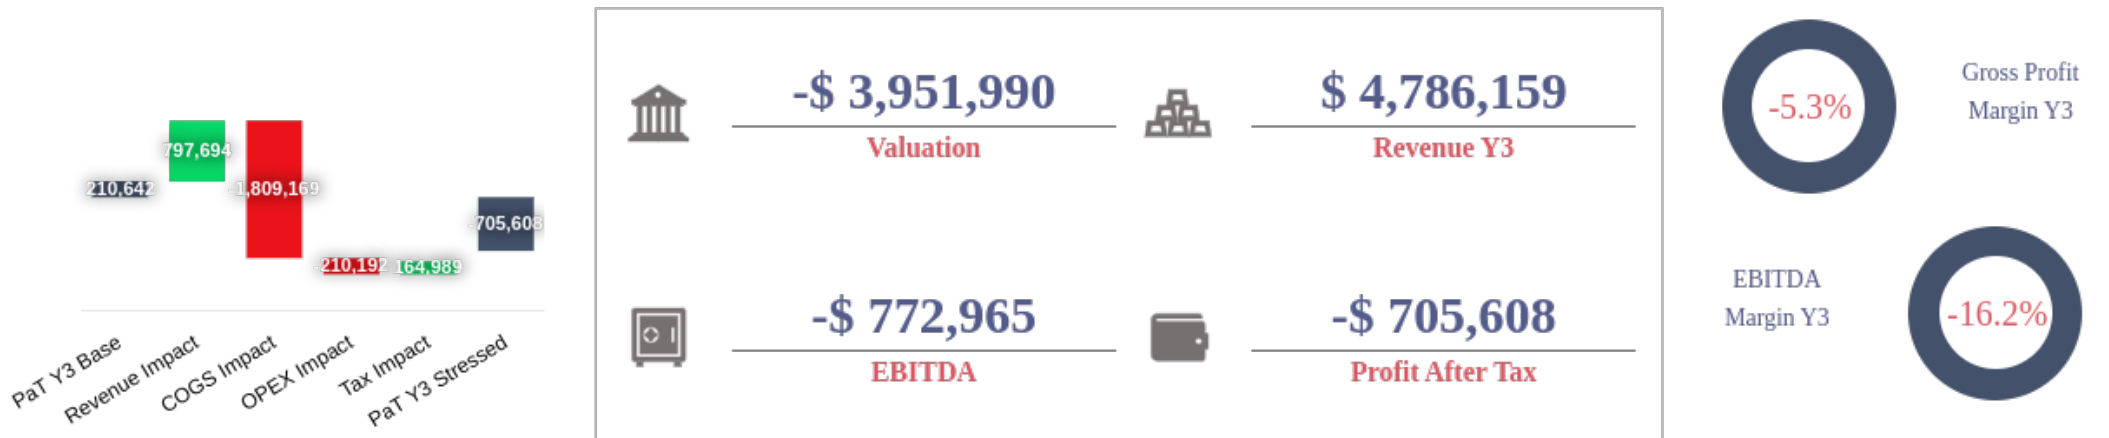 210,642
797,694
-1,809,169
-210,192
164,989
-705,608
PaT Y3 Base
Revenue Impact
COGS Impact
OPEX Impact
Tax Impact
PaT Y3 Stressed
-$ 3,951,990
Valuation
$ 4,786,159
Revenue Y3
-$ 772,965
EBITDA
-$ 705,608
Profit After Tax
-5.3%
Gross Profit
Margin Y3
EBITDA
Margin Y3
-16.2%